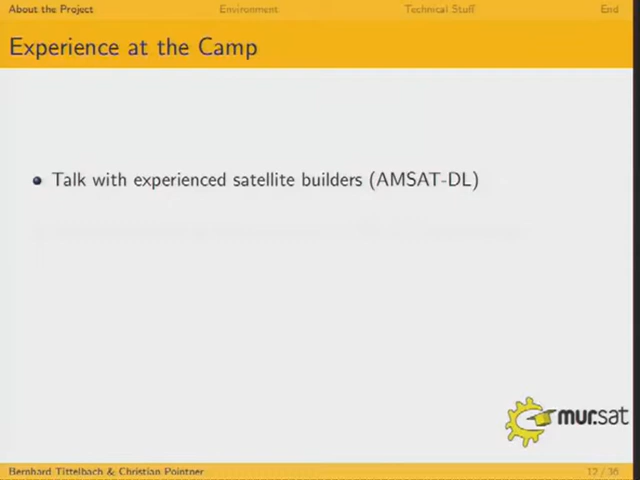 About the Project Environment Technical Stuff End
Experience at the Camp
Talk with experienced satellite builders (AMSAT-DL)
mur.sat
Bernhard Tittelbach & Christian Pointner 12 / 36